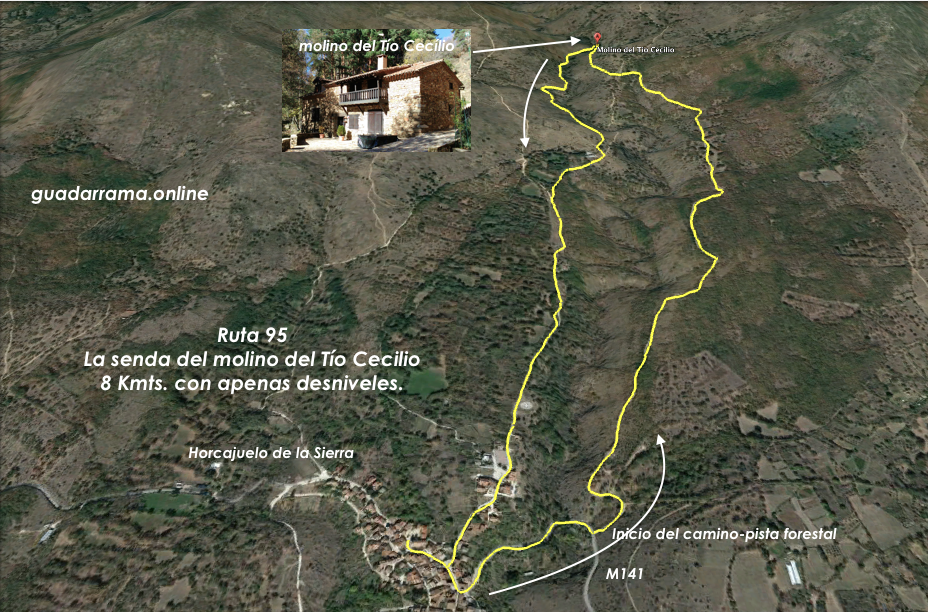 molino del Tío Cecilio
Molino del Tío Cecilio
guadarrama.online
Ruta 95
La senda del molino del Tío Cecilio
8 Kmts. con apenas desniveles.
Horcajuelo de la Sierra
Inicio del camino-pista forestal
M141